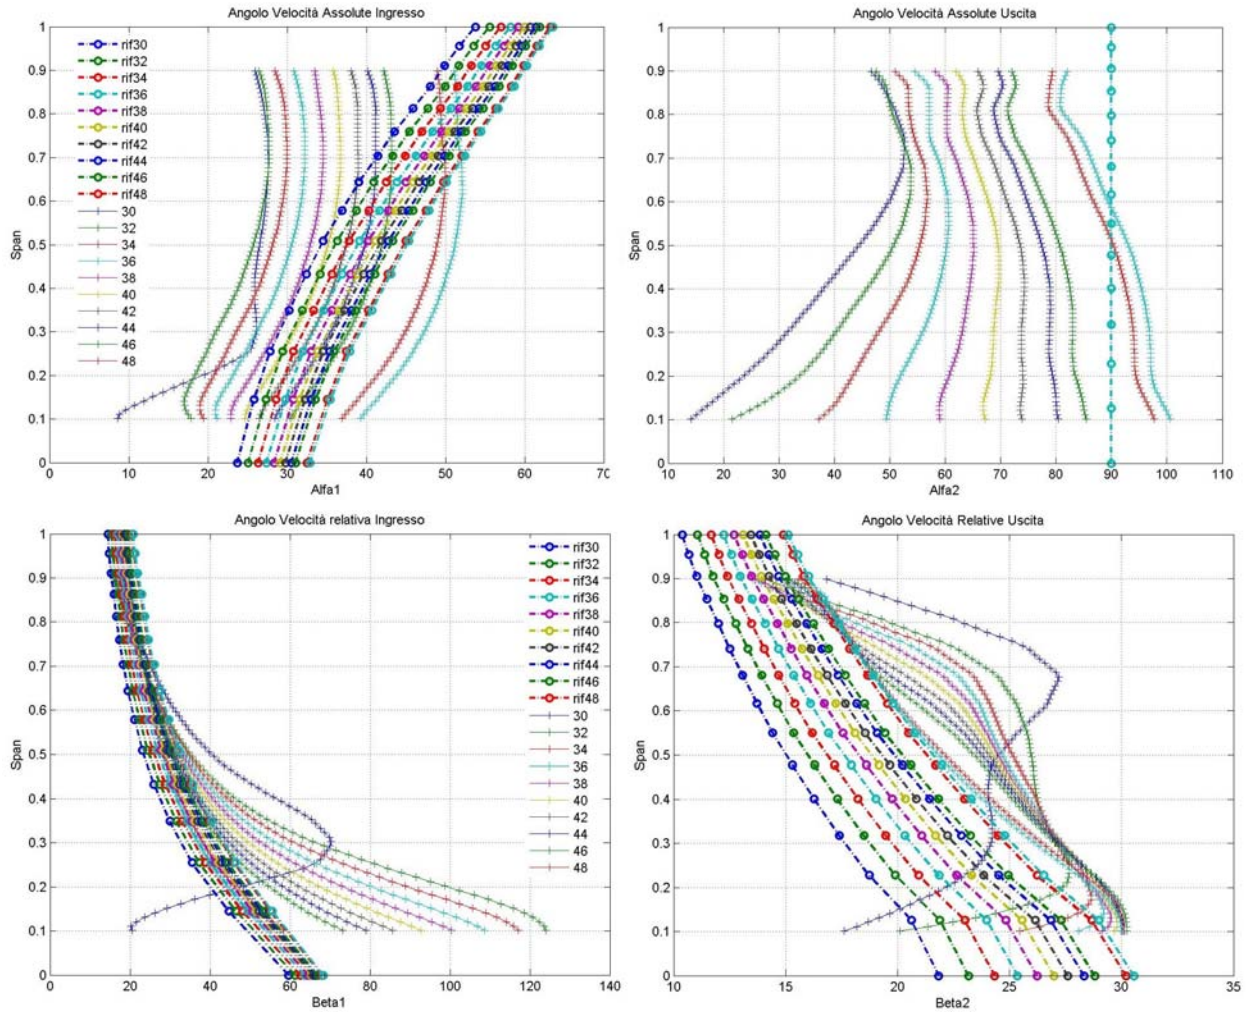 Angolo Velocità Assolute Ingresso
1
0.9
0.8
0.7
0.6
0.5
0.4
0.3
0.2
0.1
0
Span
rif30
rif32
rif34
rif36
rif38
rif40
rif42
rif44
rif46
rif48
30
32
34
36
38
40
42
44
46
48
0 10 20 30 40 50 60 70
Alfa1
Angolo Velocità Assolute Uscita
1
0.9
0.8
0.7
0.6
0.5
0.4
0.3
0.2
0.1
0
Span
10 20 30 40 50 60 70 80 90 100 110
Alfa2
Angolo Velocità relativa Ingresso
1
0.9
0.8
0.7
0.6
0.5
0.4
0.3
0.2
0.1
0
Span
rif30
rif32
rif34
rif36
rif38
rif40
rif42
rif44
rif46
rif48
30
32
34
36
38
40
42
44
46
48
0 20 40 60 80 100 120 140
Beta1
Angolo Velocità Relative Uscita
1
0.9
0.8
0.7
0.6
0.5
0.4
0.3
0.2
0.1
0
Span
10 15 20 25 30 35
Beta2